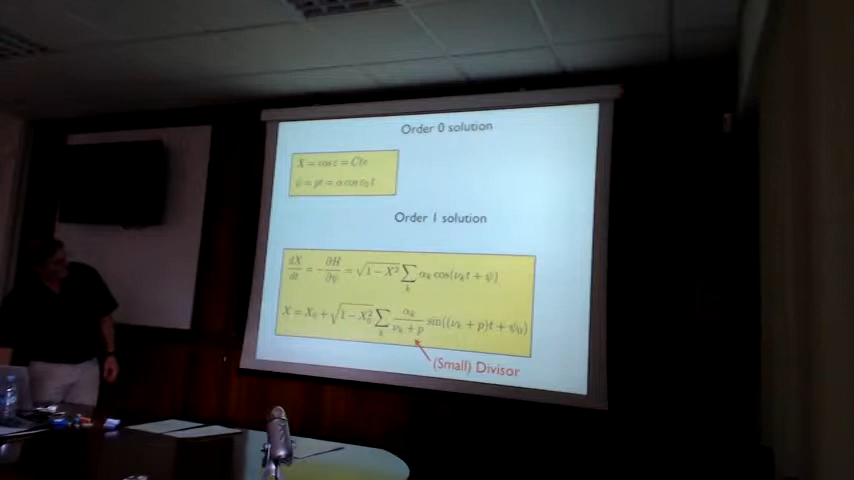 Order 0 solution
X = cos ε = Cte
ψ = pt = α cos ε₀ t
Order 1 solution
dX/dt = −∂H/∂ψ = √(1 − X²) ∑ₖ αₖ cos(νₖt + ψ)
X = X₀ + √(1 − X₀²) ∑ₖ αₖ/(νₖ + p) sin((νₖ + p)t + ψ₀)
(Small) Divisor